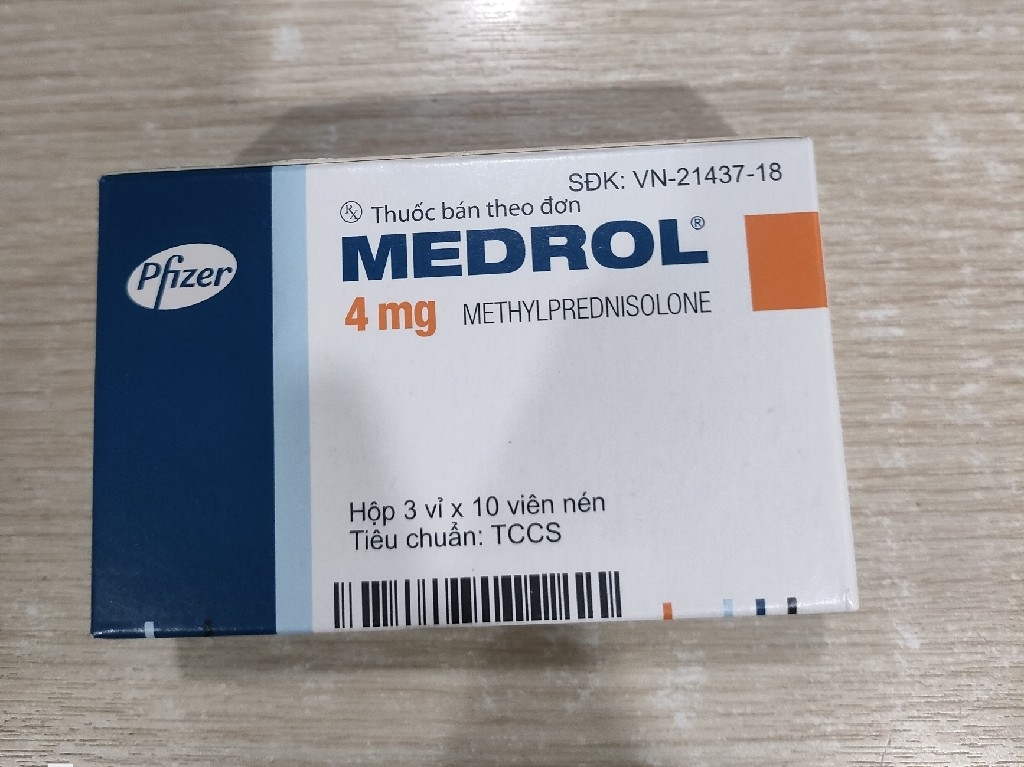 SĐK: VN-21437-18
Rx Thuốc bán theo đơn
MEDROL®
4 mg METHYLPREDNISOLONE
Pfizer
Hộp 3 vỉ x 10 viên nén
Tiêu chuẩn: TCCS